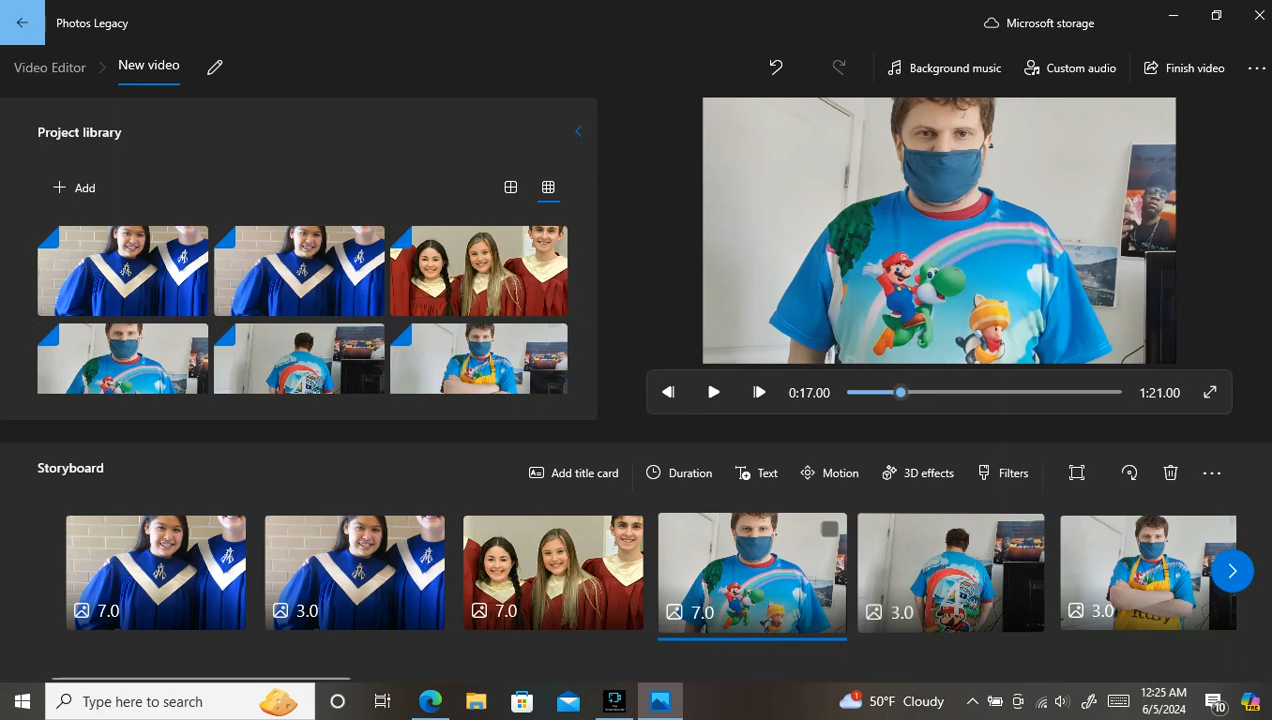 Photos Legacy
Microsoft storage
Video Editor
New video
Background music
Custom audio
Finish video
Project library
Add
0:17.00
1:21.00
Storyboard
Add title card
Duration
Text
Motion
3D effects
Filters
7.0
3.0
7.0
7.0
3.0
3.0
4
Type here to search
50°F Cloudy
1
12:25 AM
6/5/2024
10
PRE